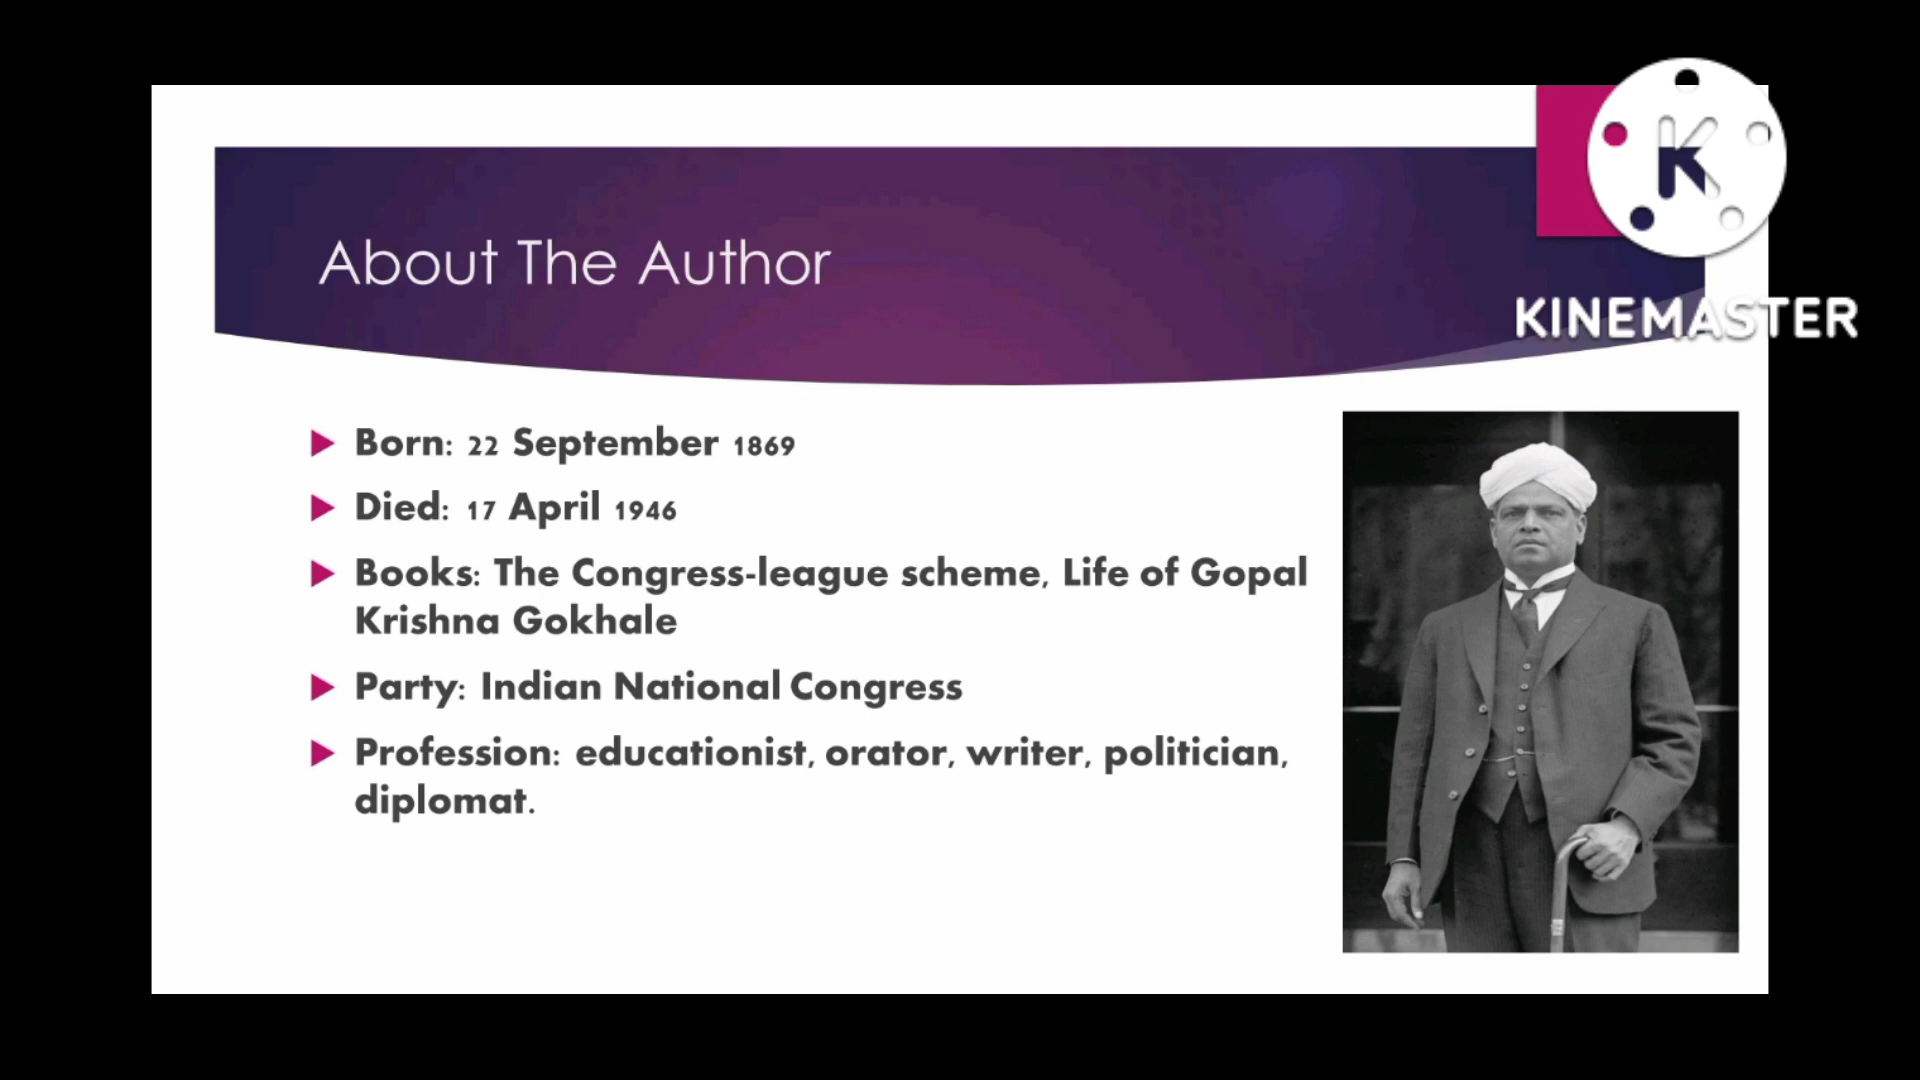 About The Author
K
KINEMASTER
Born: 22 September 1869
Died: 17 April 1946
Books: The Congress-league scheme, Life of Gopal
Krishna Gokhale
Party: Indian National Congress
Profession: educationist, orator, writer, politician,
diplomat.